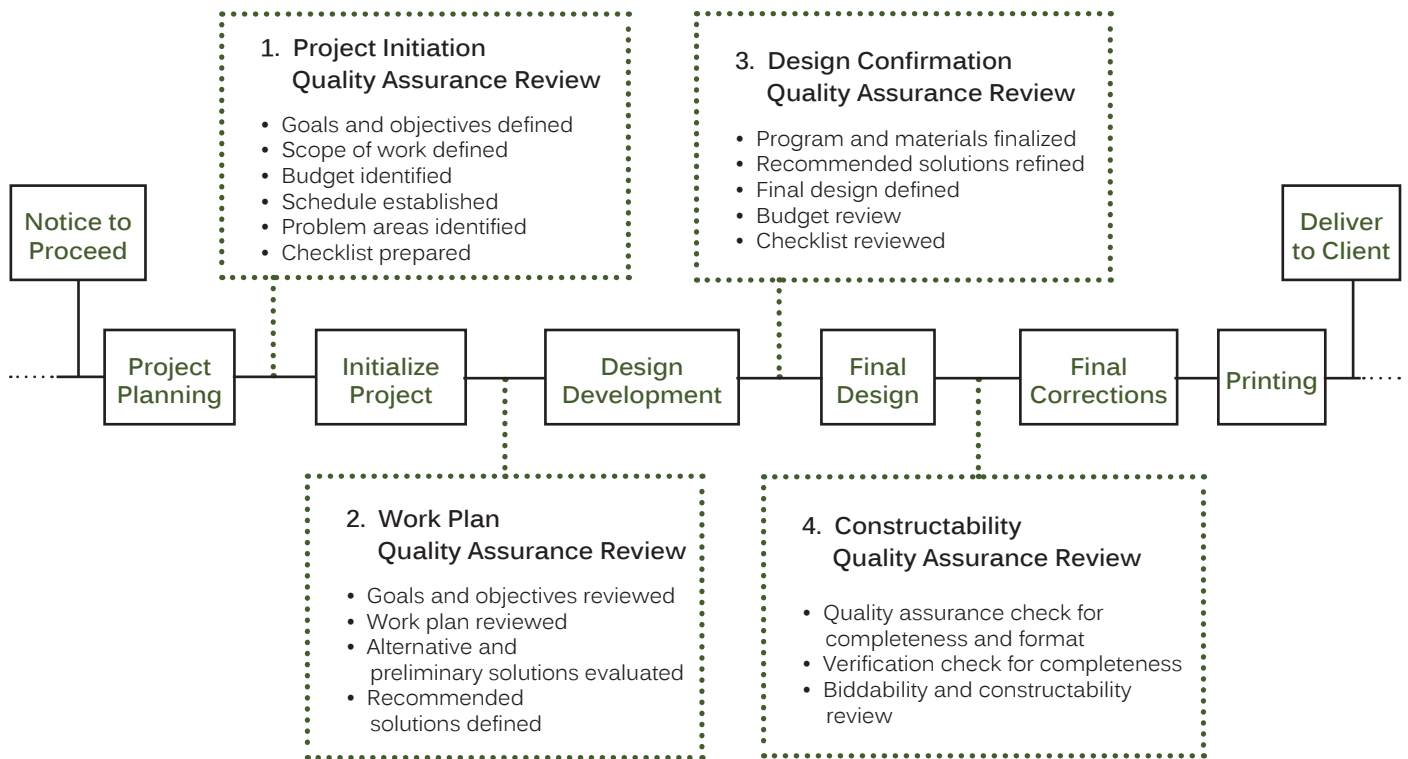 1. Project Initiation
Quality Assurance Review
• Goals and objectives defined
• Scope of work defined
• Budget identified
• Schedule established
• Problem areas identified
• Checklist prepared
3. Design Confirmation
Quality Assurance Review
• Program and materials finalized
• Recommended solutions refined
• Final design defined
• Budget review
• Checklist reviewed
Notice to
Proceed
Deliver
to Client
Project
Planning
Initialize
Project
Design
Development
Final
Design
Final
Corrections
Printing
2. Work Plan
Quality Assurance Review
• Goals and objectives reviewed
• Work plan reviewed
• Alternative and
preliminary solutions evaluated
• Recommended
solutions defined
4. Constructability
Quality Assurance Review
• Quality assurance check for
completeness and format
• Verification check for completeness
• Biddability and constructability
review